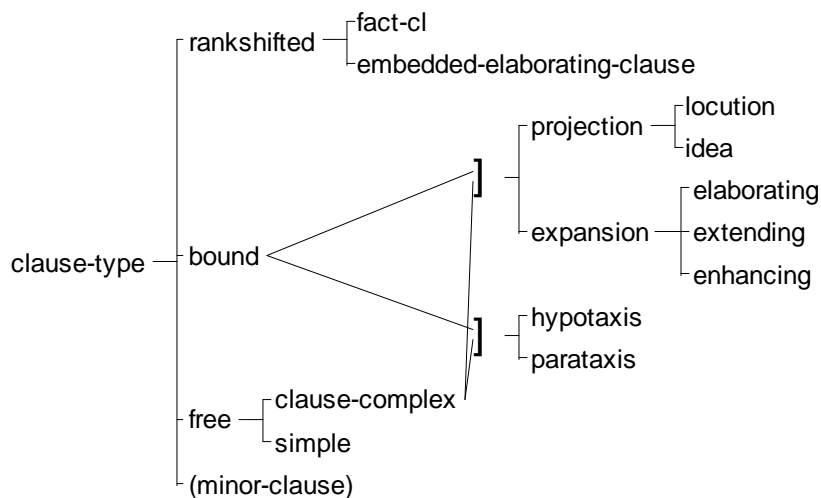 fact-cl
rankshifted
embedded-elaborating-clause
locution
projection
idea
elaborating
clause-type
bound
expansion
extending
enhancing
hypotaxis
parataxis
clause-complex
free
simple
(minor-clause)